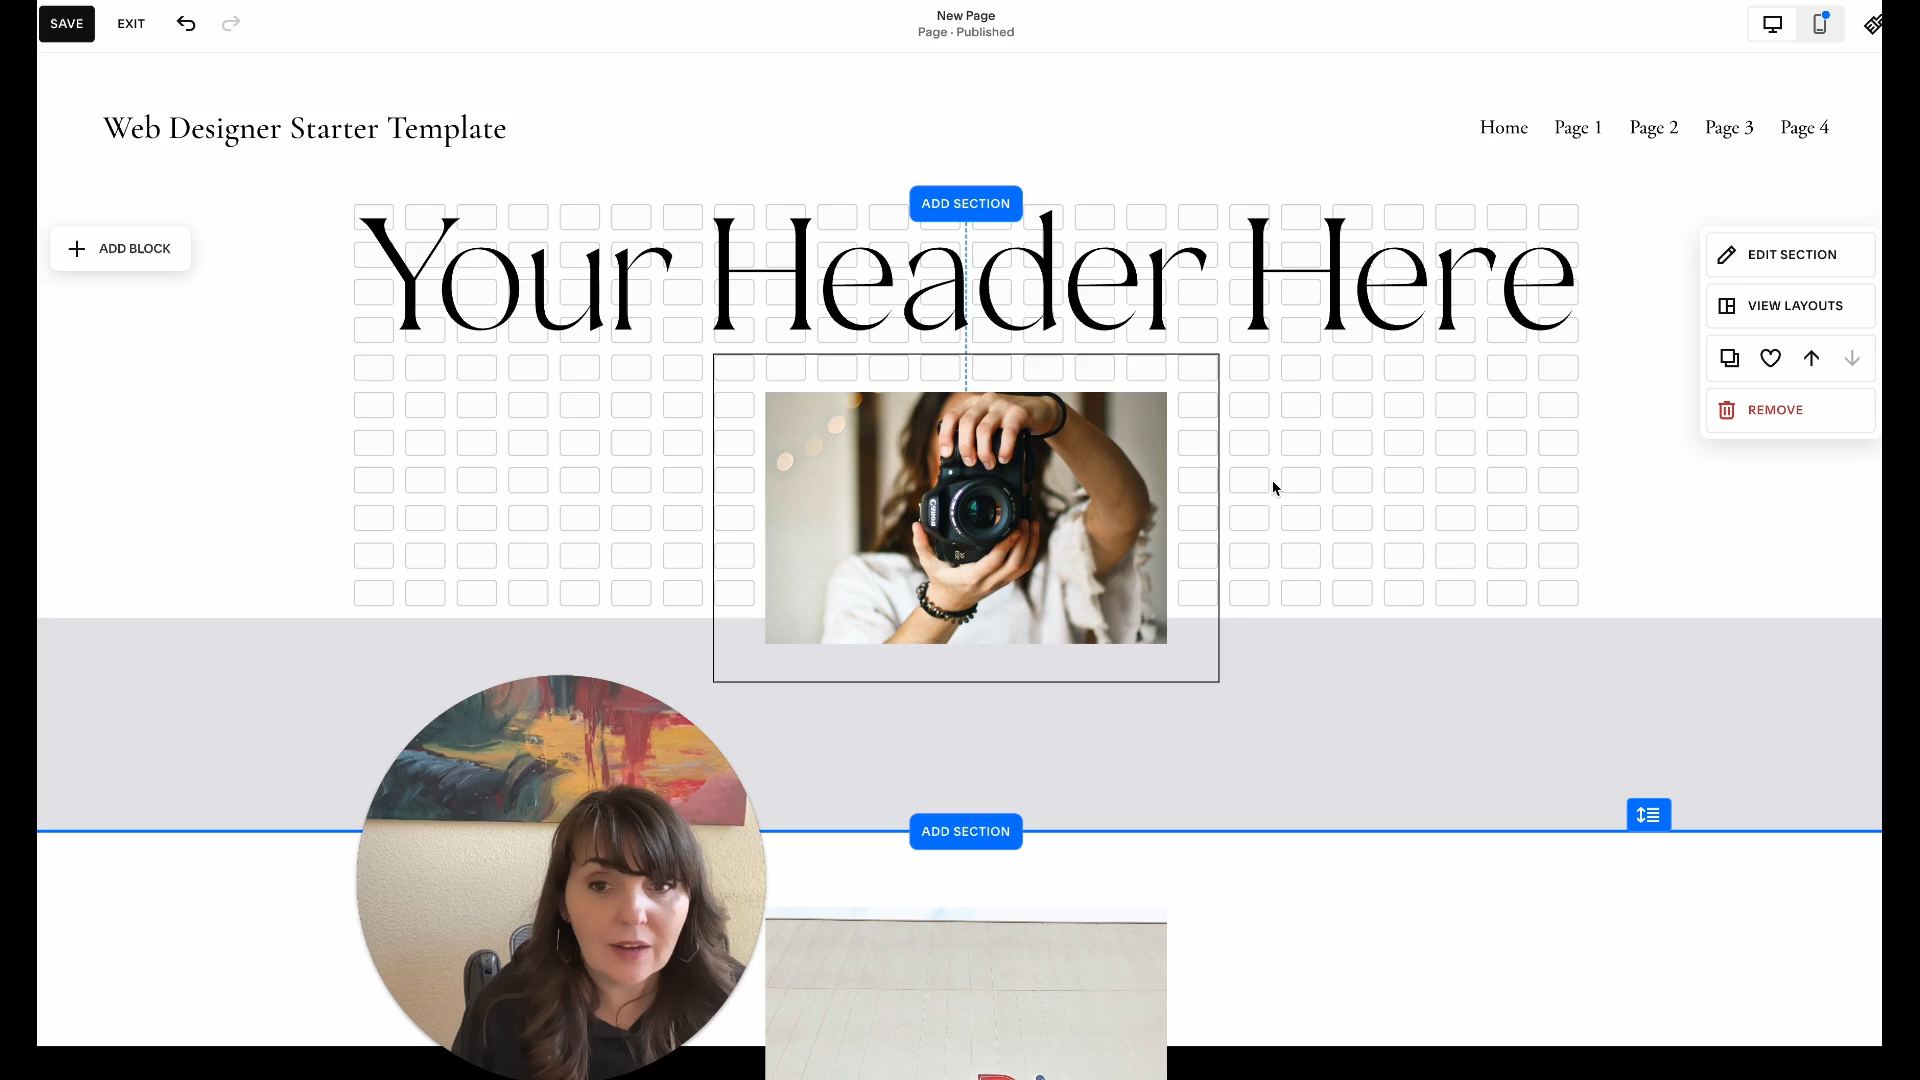 SAVE
EXIT
New Page
Page · Published
Web Designer Starter Template
Home Page 1 Page 2 Page 3 Page 4
ADD SECTION
Your Header Here
ADD BLOCK
EDIT SECTION
VIEW LAYOUTS
REMOVE
Canon
ADD SECTION